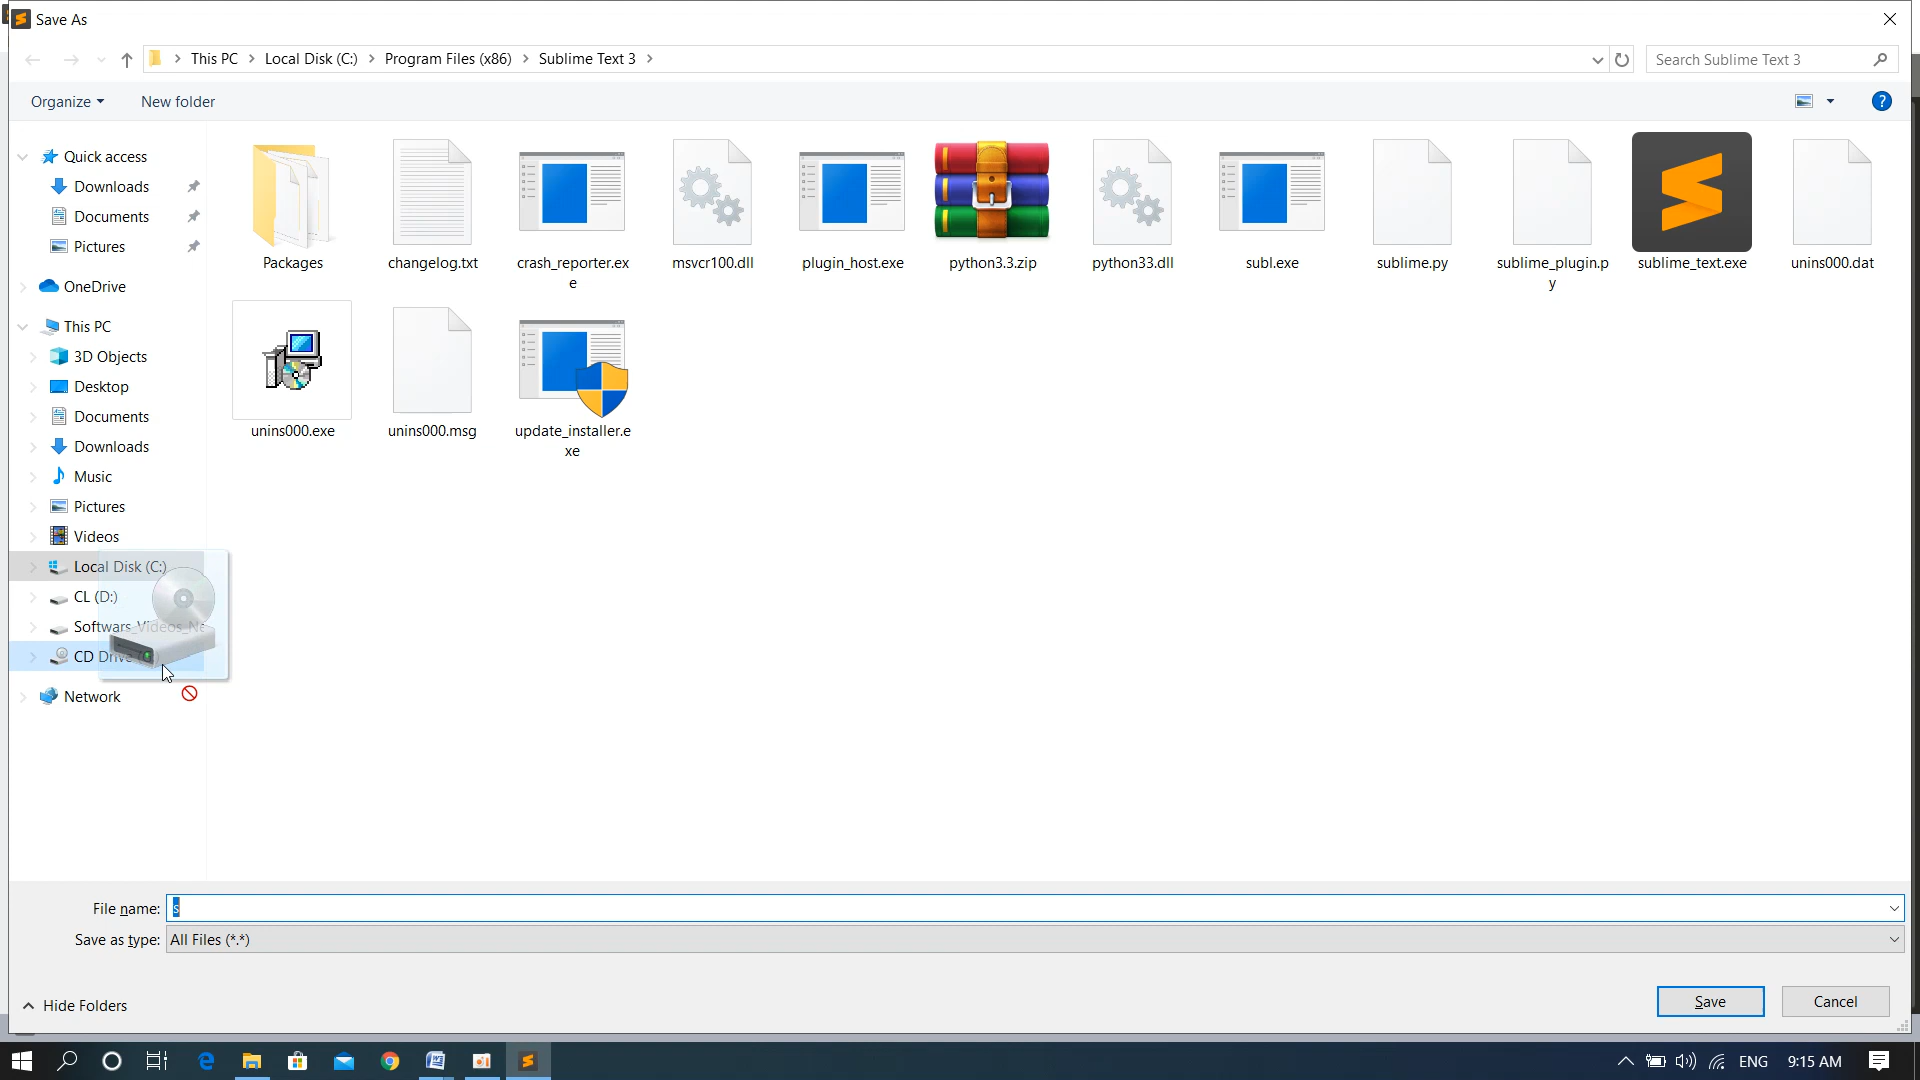 Save As
This PC > Local Disk (C:) > Program Files (x86) > Sublime Text 3 >
Search Sublime Text 3
Organize
New folder
?
Quick access
Downloads
Documents
Pictures
OneDrive
This PC
3D Objects
Desktop
Documents
Downloads
Music
Pictures
Videos
Local Disk (C:)
CL (D:)
Softwars_Videos_Ne
CD Drive
Network
Packages
changelog.txt
crash_reporter.ex
e
msvcr100.dll
plugin_host.exe
python3.3.zip
python33.dll
subl.exe
sublime.py
sublime_plugin.p
y
sublime_text.exe
unins000.dat
unins000.exe
unins000.msg
update_installer.e
xe
File name: s
Save as type: All Files (*.*)
Hide Folders
Save
Cancel
ENG
9:15 AM